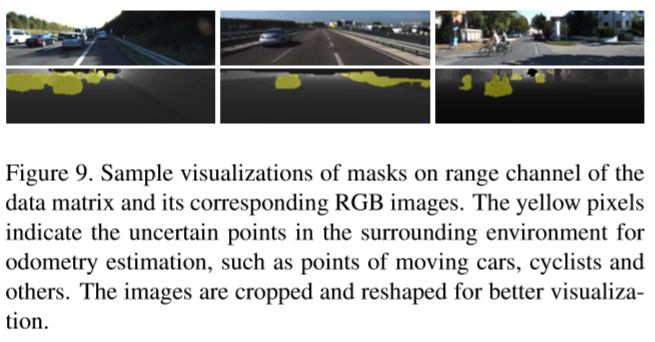 Figure 9. Sample visualizations of masks on range channel of the
data matrix and its corresponding RGB images. The yellow pixels
indicate the uncertain points in the surrounding environment for
odometry estimation, such as points of moving cars, cyclists and
others. The images are cropped and reshaped for better visualiza-
tion.